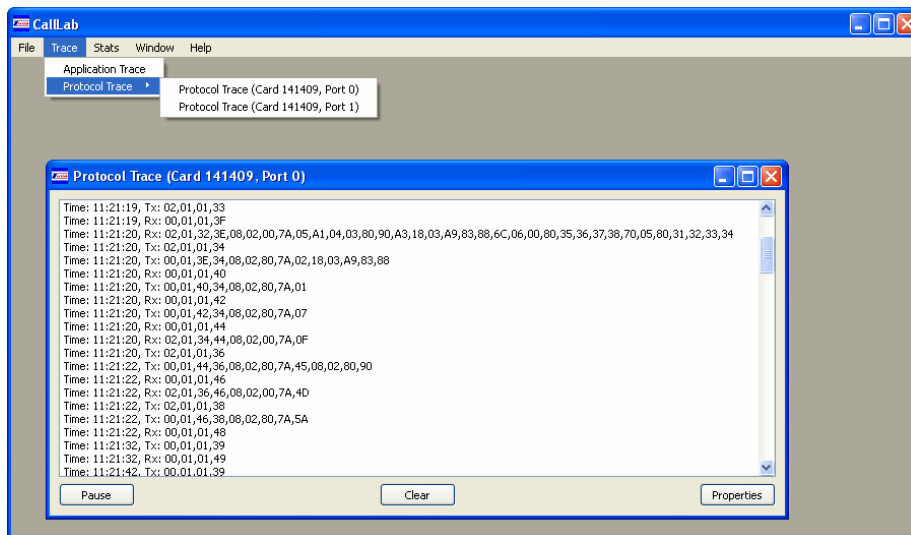 CallLab
File Trace Stats Window Help
Application Trace
Protocol Trace
Protocol Trace (Card 141409, Port 0)
Protocol Trace (Card 141409, Port 1)
Protocol Trace (Card 141409, Port 0)
Time: 11:21:19, Tx: 02,01,01,33
Time: 11:21:19, Rx: 00,01,01,3F
Time: 11:21:20, Rx: 02,01,32,3E,08,02,00,7A,05,A1,04,03,80,90,A3,18,03,A9,83,88,6C,06,00,80,35,36,37,38,70,05,80,31,32,33,34
Time: 11:21:20, Tx: 02,01,01,34
Time: 11:21:20, Tx: 00,01,3E,34,08,02,80,7A,02,18,03,A9,83,88
Time: 11:21:20, Rx: 00,01,01,40
Time: 11:21:20, Tx: 00,01,40,34,08,02,80,7A,01
Time: 11:21:20, Rx: 00,01,01,42
Time: 11:21:20, Tx: 00,01,42,34,08,02,80,7A,07
Time: 11:21:20, Rx: 00,01,01,44
Time: 11:21:20, Rx: 02,01,34,44,08,02,00,7A,0F
Time: 11:21:20, Tx: 02,01,01,36
Time: 11:21:22, Tx: 00,01,44,36,08,02,80,7A,45,08,02,80,90
Time: 11:21:22, Rx: 00,01,01,46
Time: 11:21:22, Rx: 02,01,36,46,08,02,00,7A,4D
Time: 11:21:22, Tx: 02,01,01,38
Time: 11:21:22, Tx: 00,01,46,38,08,02,80,7A,5A
Time: 11:21:22, Rx: 00,01,01,48
Time: 11:21:32, Tx: 00,01,01,39
Time: 11:21:32, Rx: 00,01,01,49
Time: 11:21:42, Tx: 00,01,01,39
Pause Clear Properties